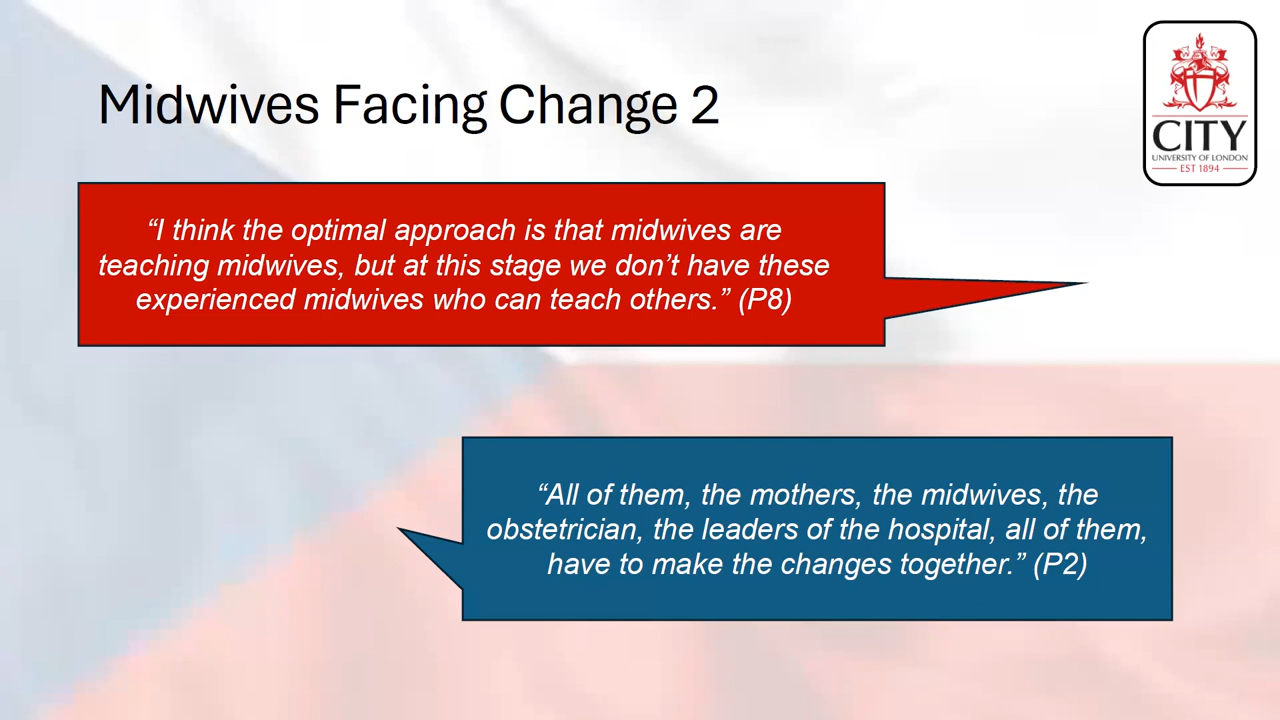 Midwives Facing Change 2
CITY
UNIVERSITY OF LONDON
EST 1894
“I think the optimal approach is that midwives are
teaching midwives, but at this stage we don’t have these
experienced midwives who can teach others.” (P8)
“All of them, the mothers, the midwives, the
obstetrician, the leaders of the hospital, all of them,
have to make the changes together.” (P2)